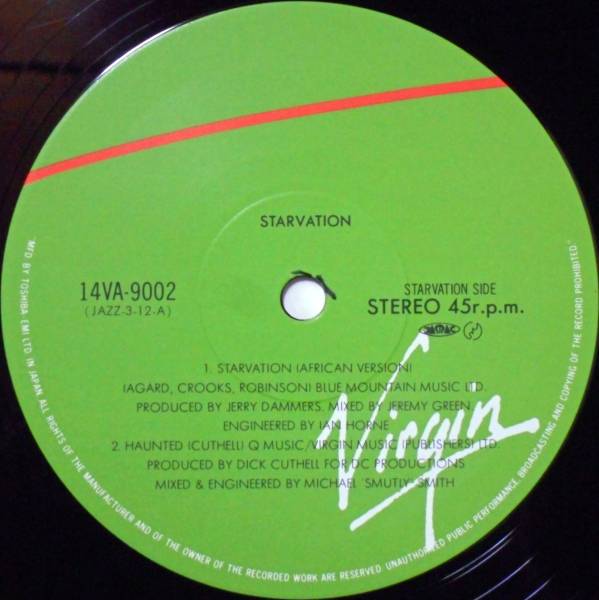 STARVATION
14VA-9002
(JAZZ-3-12-A)
STARVATION SIDE
STEREO 45r.p.m.
JASRAC
1. STARVATION (AFRICAN VERSION)
(AGARD, CROOKS, ROBINSON) BLUE MOUNTAIN MUSIC LTD.
PRODUCED BY JERRY DAMMERS. MIXED BY JEREMY GREEN,
ENGINEERED BY IAN HORNE
2. HAUNTED (CUTHELL) Q MUSIC/VIRGIN MUSIC (PUBLISHERS) LTD.
PRODUCED BY DICK CUTHELL FOR DC PRODUCTIONS
MIXED & ENGINEERED BY MICHAEL 'SMUTLY' SMITH
Virgin
"MF'D BY TOSHIBA EMI LTD. IN JAPAN ALL RIGHTS OF THE MANUFACTURER AND OF THE OWNER OF THE RECORDED WORK ARE RESERVED. UNAUTHORISED PUBLIC PERFORMANCE, BROADCASTING AND COPYING OF THE RECORD PROHIBITED."